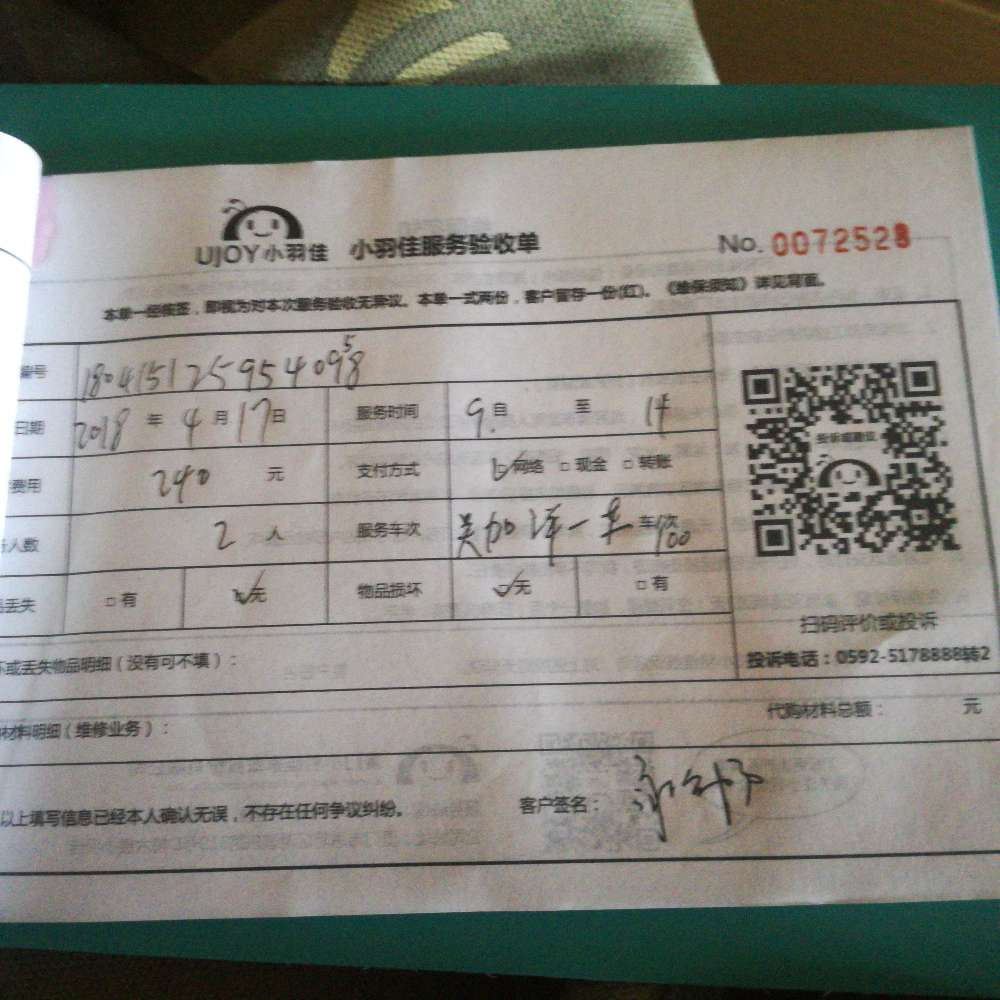 UJOY小羽佳 小羽佳服务验收单 No. 0072528
本单一经接签，即视为对本次服务验收无异议。本单一式两份，客户留存一份(红)。《维保须知》详见背面。
编号 180415125954098 5
日期 2018 年 4 月 17 日 服务时间 9. 自 至 14
费用 240 元 支付方式 网络 □ 现金 □ 转账
人数 2 人 服务车次 一车 车/次 100
丢失 □ 有 无 物品损坏 无 □ 有
扫码评价或投诉
投诉电话：0592-5178888转2
坏或丢失物品明细（没有可不填）：
材料明细（维修业务）： 代购材料总额： 元
以上填写信息已经本人确认无误，不存在任何争议纠纷。 客户签名：